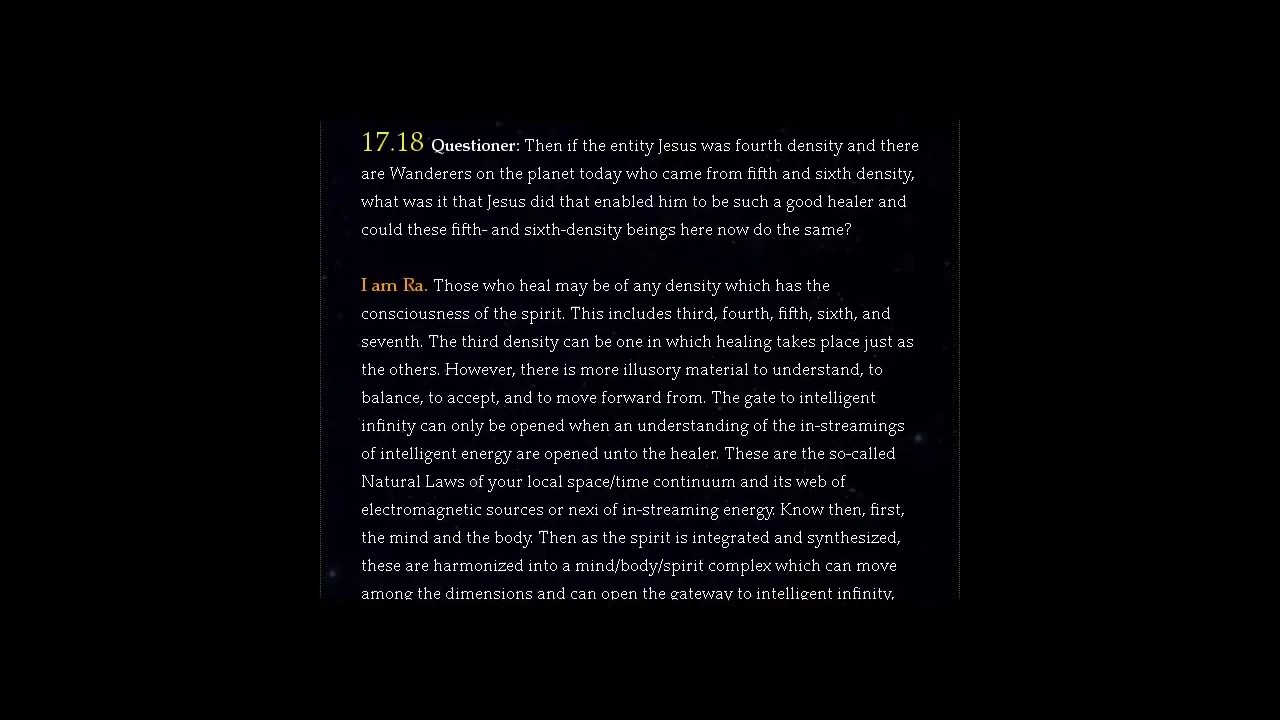 17.18 Questioner: Then if the entity Jesus was fourth density and there
are Wanderers on the planet today who came from fifth and sixth density,
what was it that Jesus did that enabled him to be such a good healer and
could these fifth- and sixth-density beings here now do the same?
I am Ra. Those who heal may be of any density which has the
consciousness of the spirit. This includes third, fourth, fifth, sixth, and
seventh. The third density can be one in which healing takes place just as
the others. However, there is more illusory material to understand, to
balance, to accept, and to move forward from. The gate to intelligent
infinity can only be opened when an understanding of the in-streamings
of intelligent energy are opened unto the healer. These are the so-called
Natural Laws of your local space/time continuum and its web of
electromagnetic sources or nexi of in-streaming energy. Know then, first,
the mind and the body. Then as the spirit is integrated and synthesized,
these are harmonized into a mind/body/spirit complex which can move
among the dimensions and can open the gateway to intelligent infinity,